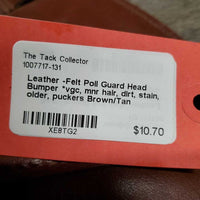 The Tack Collector
1007717-131
Leather -Felt Poll Guard Head
Bumper *vgc, mnr hair, dirt, stain,
older, puckers Brown/Tan
$10.70
XE8TG2